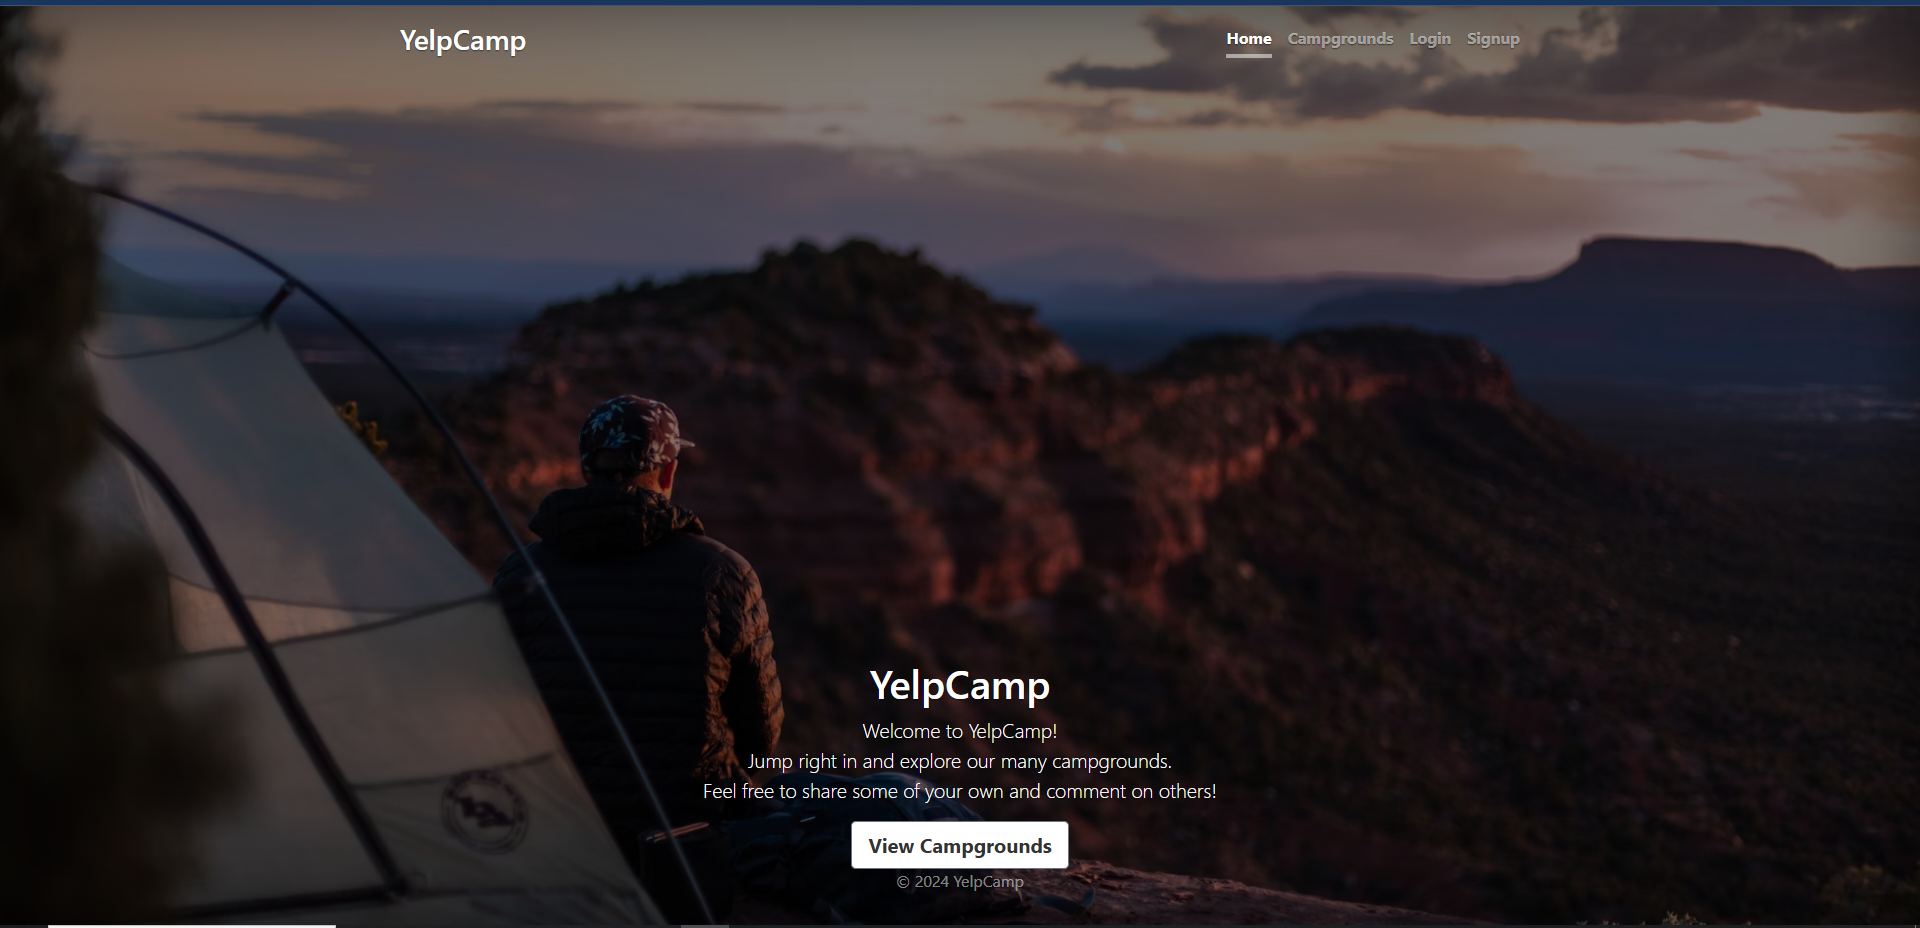 YelpCamp
Home Campgrounds Login Signup
YelpCamp
Welcome to YelpCamp!
Jump right in and explore our many campgrounds.
Feel free to share some of your own and comment on others!
View Campgrounds
© 2024 YelpCamp